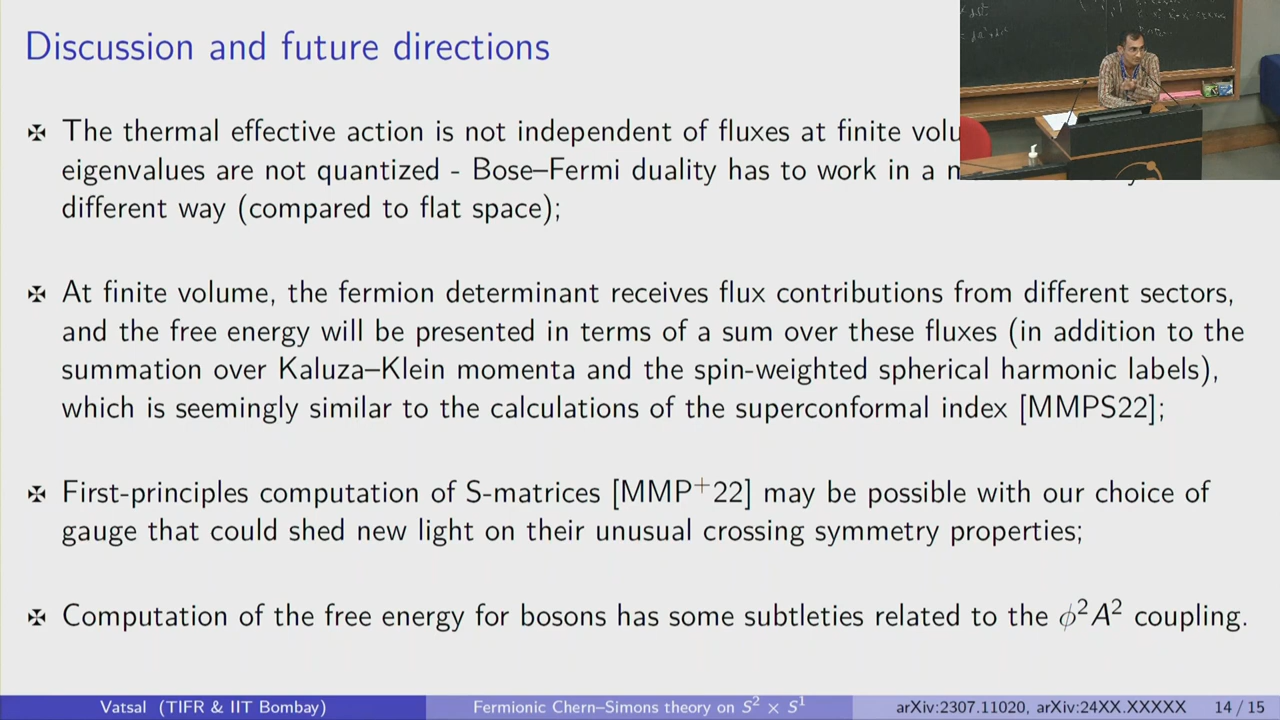 Discussion and future directions
The thermal effective action is not independent of fluxes at finite
eigenvalues are not quantized - Bose–Fermi duality has to work in a
different way (compared to flat space);
At finite volume, the fermion determinant receives flux contributions from different sectors,
and the free energy will be presented in terms of a sum over these fluxes (in addition to the
summation over Kaluza–Klein momenta and the spin-weighted spherical harmonic labels),
which is seemingly similar to the calculations of the superconformal index [MMPS22];
First-principles computation of S-matrices [MMP⁺22] may be possible with our choice of
gauge that could shed new light on their unusual crossing symmetry properties;
Computation of the free energy for bosons has some subtleties related to the ϕ²A² coupling.
Vatsal (TIFR & IIT Bombay) Fermionic Chern–Simons theory on S² × S¹ arXiv:2307.11020, arXiv:24XX.XXXXX 14 / 15